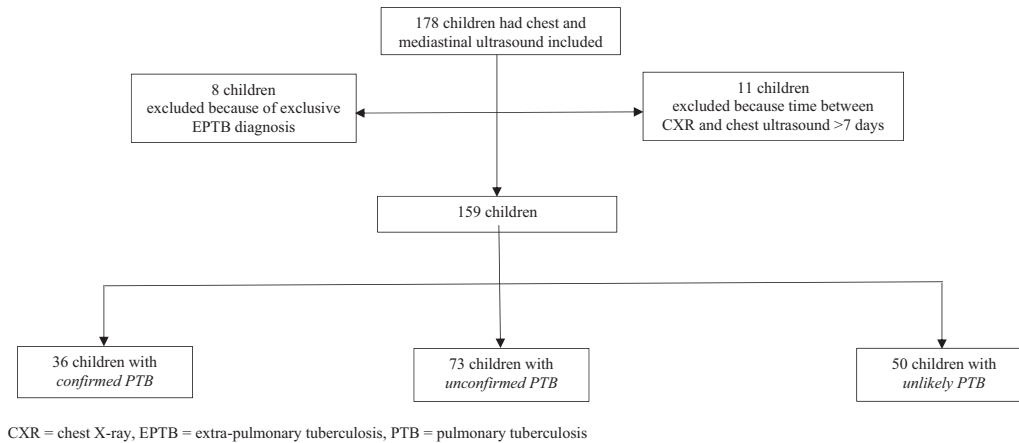 178 children had chest and
mediastinal ultrasound included
8 children
excluded because of exclusive
EPTB diagnosis
11 children
excluded because time between
CXR and chest ultrasound >7 days
159 children
36 children with
confirmed PTB
73 children with
unconfirmed PTB
50 children with
unlikely PTB
CXR = chest X-ray, EPTB = extra-pulmonary tuberculosis, PTB = pulmonary tuberculosis